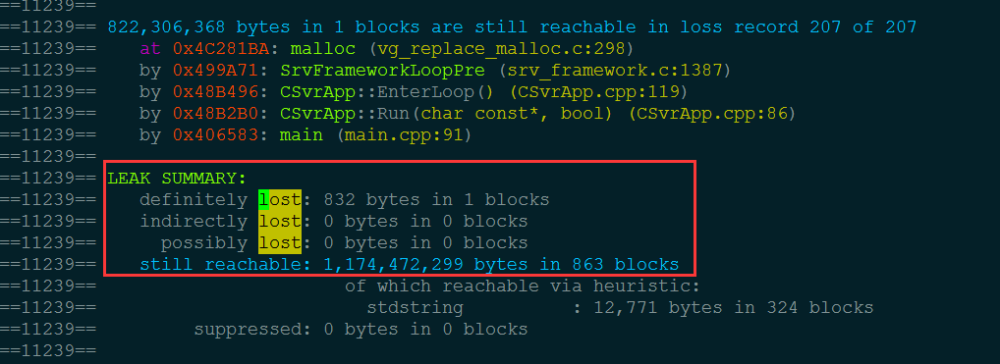 ==11239==
==11239== 822,306,368 bytes in 1 blocks are still reachable in loss record 207 of 207
==11239==    at 0x4C281BA: malloc (vg_replace_malloc.c:298)
==11239==    by 0x499A71: SrvFrameworkLoopPre (srv_framework.c:1387)
==11239==    by 0x48B496: CSvrApp::EnterLoop() (CSvrApp.cpp:119)
==11239==    by 0x48B2B0: CSvrApp::Run(char const*, bool) (CSvrApp.cpp:86)
==11239==    by 0x406583: main (main.cpp:91)
==11239==
==11239== LEAK SUMMARY:
==11239==    definitely lost: 832 bytes in 1 blocks
==11239==    indirectly lost: 0 bytes in 0 blocks
==11239==      possibly lost: 0 bytes in 0 blocks
==11239==    still reachable: 1,174,472,299 bytes in 863 blocks
==11239==                       of which reachable via heuristic:
==11239==                         stdstring          : 12,771 bytes in 324 blocks
==11239==         suppressed: 0 bytes in 0 blocks
==11239==